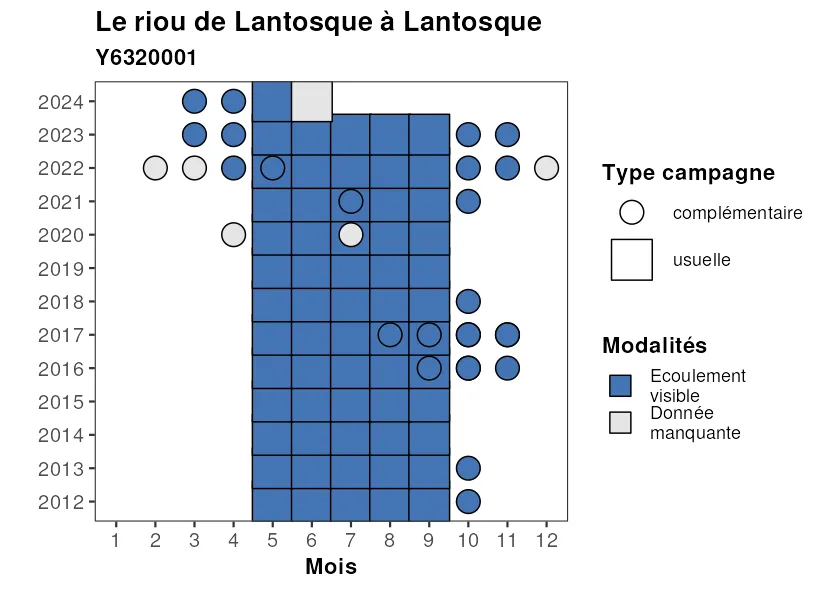 Le riou de Lantosque à Lantosque
Y6320001
2024
2023
2022
2021
2020
2019
2018
2017
2016
2015
2014
2013
2012
1 2 3 4 5 6 7 8 9 10 11 12
Mois
Type campagne
complémentaire
usuelle
Modalités
Ecoulement
visible
Donnée
manquante